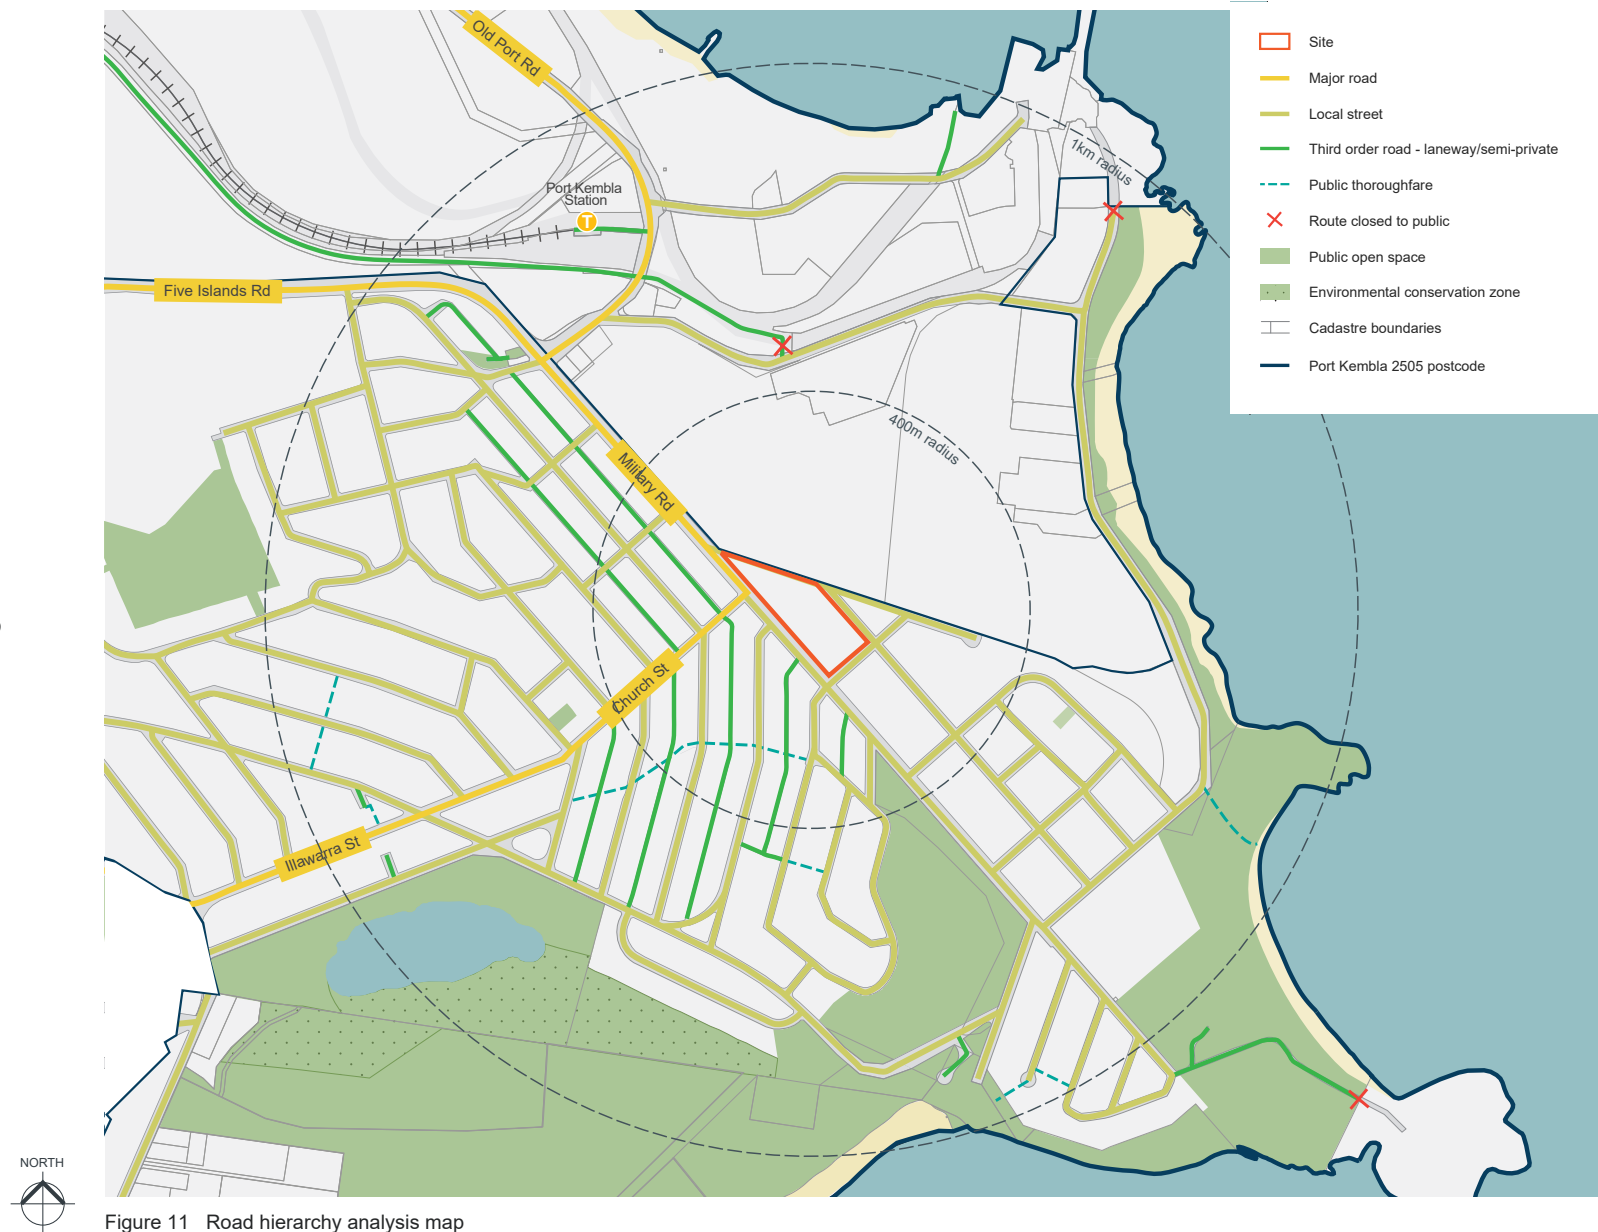 Old Port Rd
1km radius
Port Kembla
Station
T
Five Islands Rd
400m radius
Military Rd
Church St
Illawarra St
Site
Major road
Local street
Third order road - laneway/semi-private
Public thoroughfare
Route closed to public
Public open space
Environmental conservation zone
Cadastre boundaries
Port Kembla 2505 postcode
NORTH
Figure 11 Road hierarchy analysis map